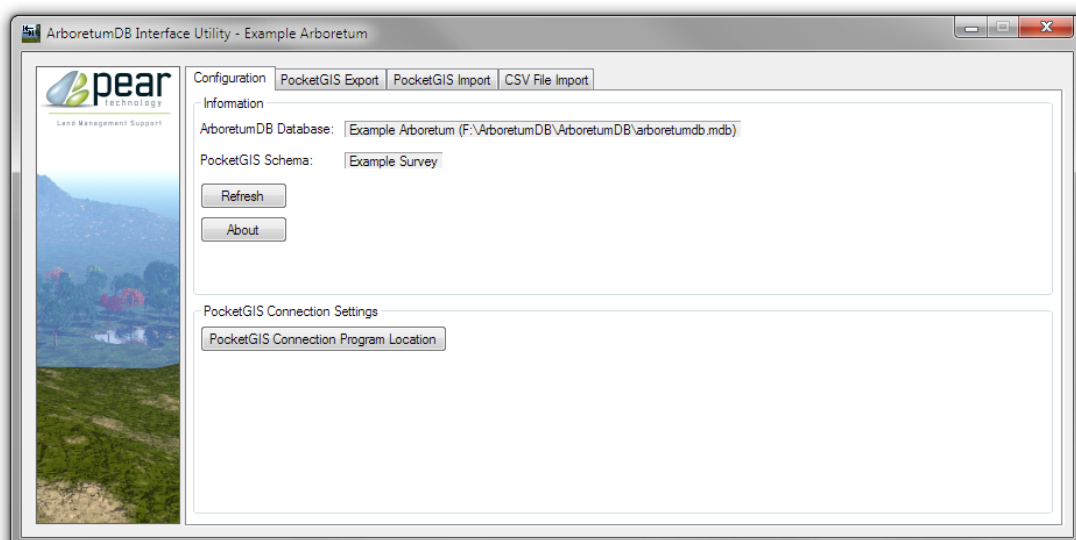 ArboretumDB Interface Utility - Example Arboretum
pear
technology
Land Management Support
Configuration PocketGIS Export PocketGIS Import CSV File Import
Information
ArboretumDB Database: Example Arboretum (F:\ArboretumDB\ArboretumDB\arboretumdb.mdb)
PocketGIS Schema: Example Survey
Refresh
About
PocketGIS Connection Settings
PocketGIS Connection Program Location